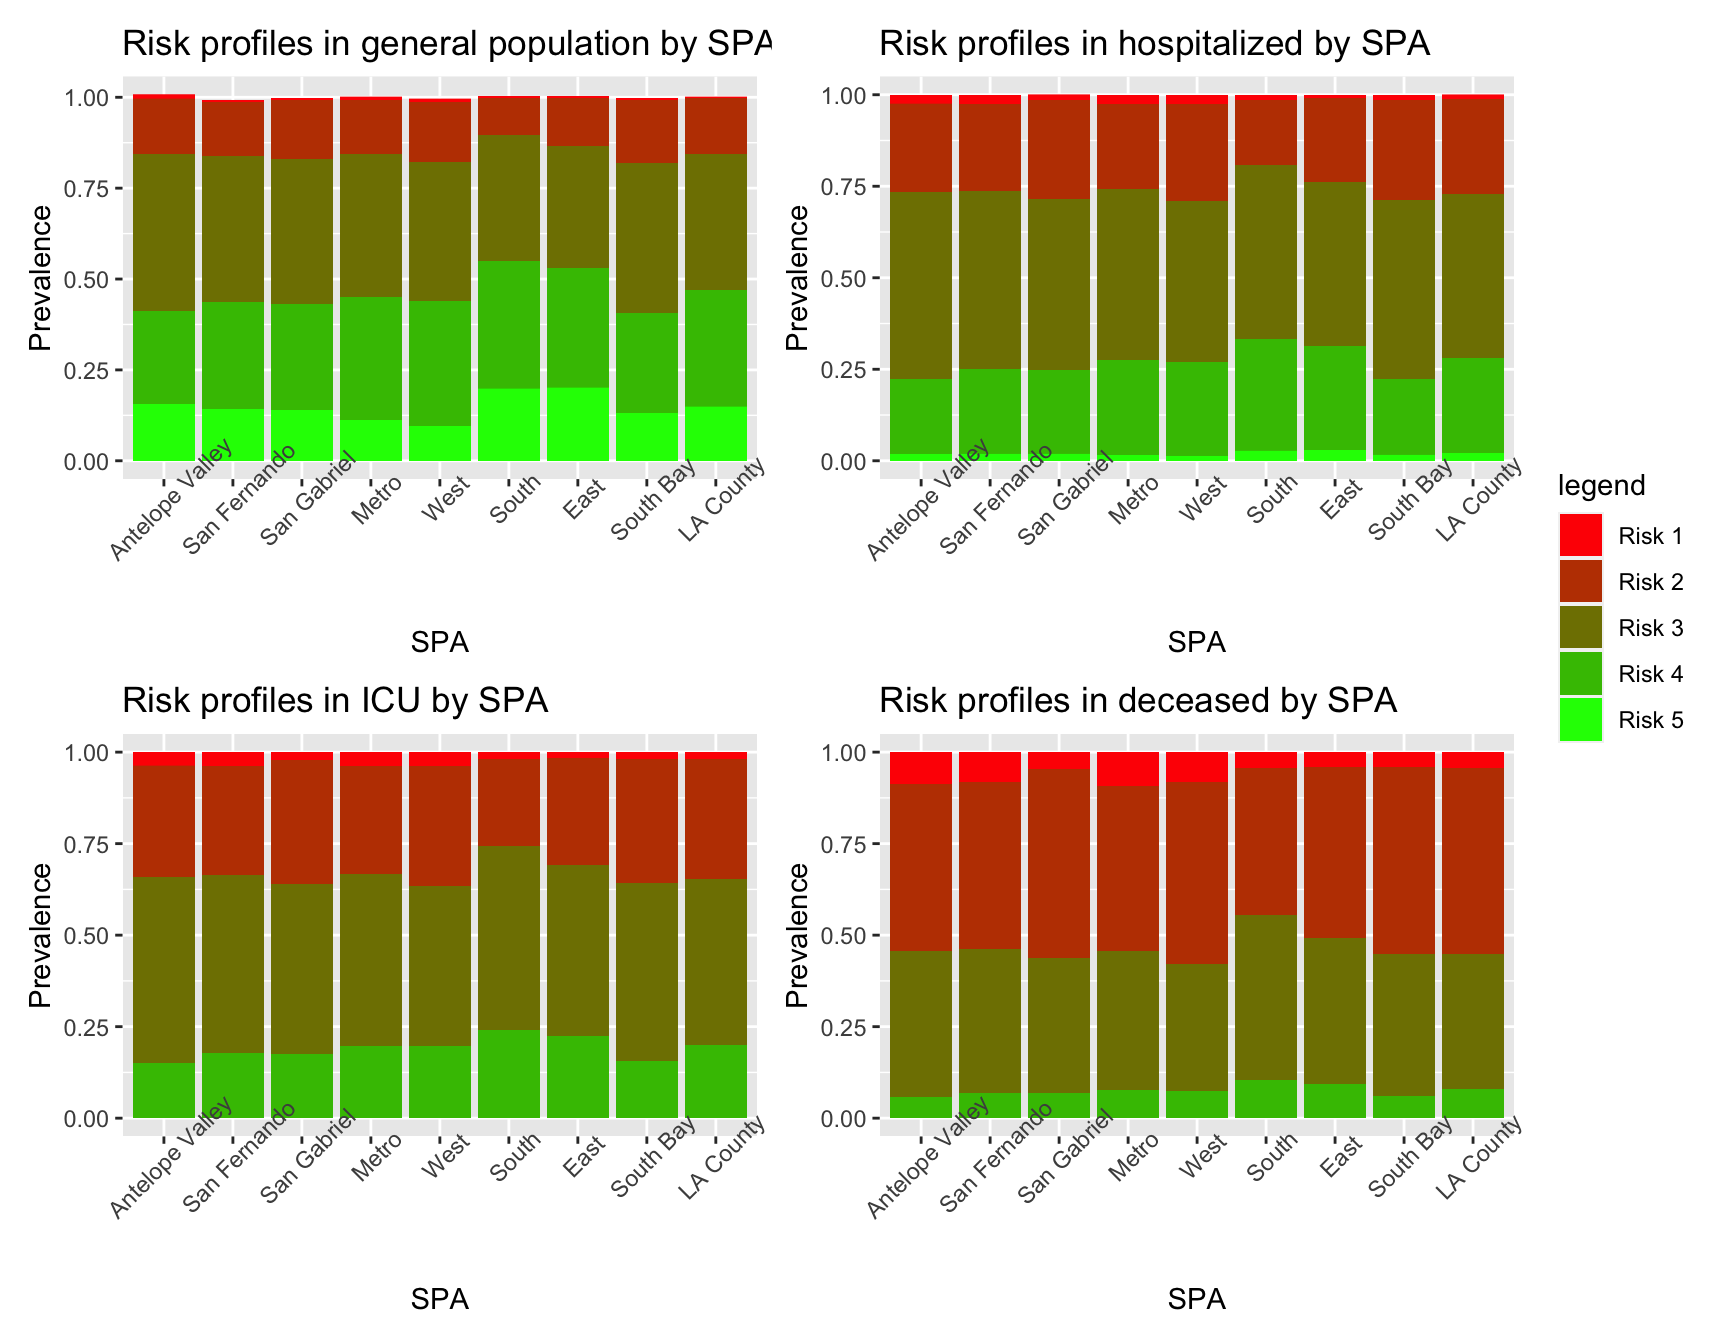 Risk profiles in general population by SPA
Prevalence
1.00
0.75
0.50
0.25
0.00
Antelope Valley
San Fernando
San Gabriel
Metro
West
South
East
South Bay
LA County
SPA
Risk profiles in hospitalized by SPA
Prevalence
1.00
0.75
0.50
0.25
0.00
Antelope Valley
San Fernando
San Gabriel
Metro
West
South
East
South Bay
LA County
SPA
legend
Risk 1
Risk 2
Risk 3
Risk 4
Risk 5
Risk profiles in ICU by SPA
Prevalence
1.00
0.75
0.50
0.25
0.00
Antelope Valley
San Fernando
San Gabriel
Metro
West
South
East
South Bay
LA County
SPA
Risk profiles in deceased by SPA
Prevalence
1.00
0.75
0.50
0.25
0.00
Antelope Valley
San Fernando
San Gabriel
Metro
West
South
East
South Bay
LA County
SPA